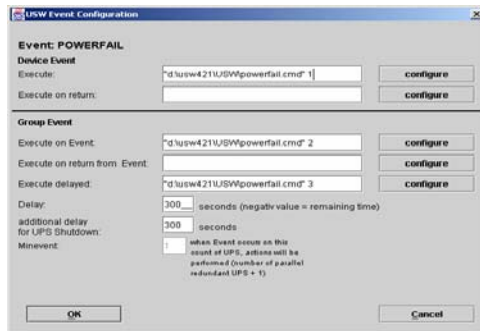 USW Event Configuration
Event: POWERFAIL
Device Event
Execute: "d:\usw421\USW\powerfail.cmd" 1 configure
Execute on return: configure
Group Event
Execute on Event: "d:\usw421\USW\powerfail.cmd" 2 configure
Execute on return from Event: configure
Execute delayed: "d:\usw421\USW\powerfail.cmd" 3 configure
Delay: 300__ seconds (negativ value = remaining time)
additional delay
for UPS Shutdown: 300 seconds
Minevent: when Event occurs on this
count of UPS, actions will be
performed (number of parallel
redundant UPS + 1)
OK Cancel